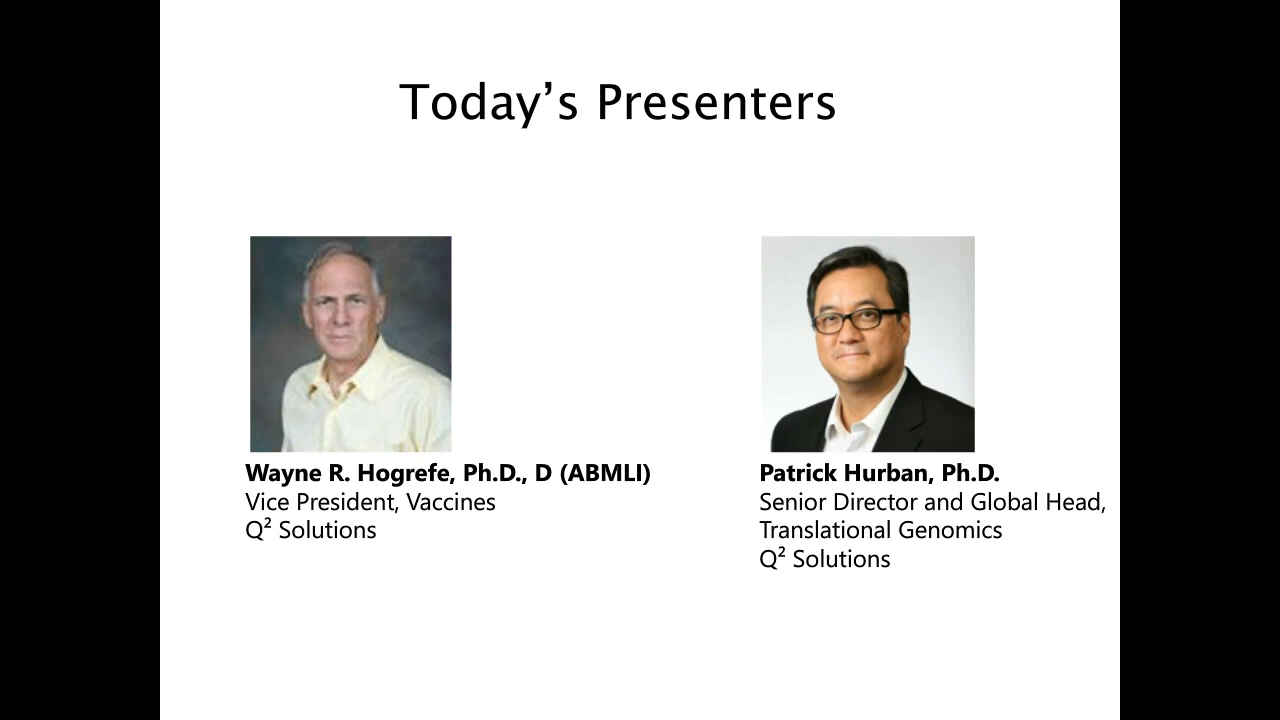 Today’s Presenters
Wayne R. Hogrefe, Ph.D., D (ABMLI)
Vice President, Vaccines
Q² Solutions
Patrick Hurban, Ph.D.
Senior Director and Global Head,
Translational Genomics
Q² Solutions